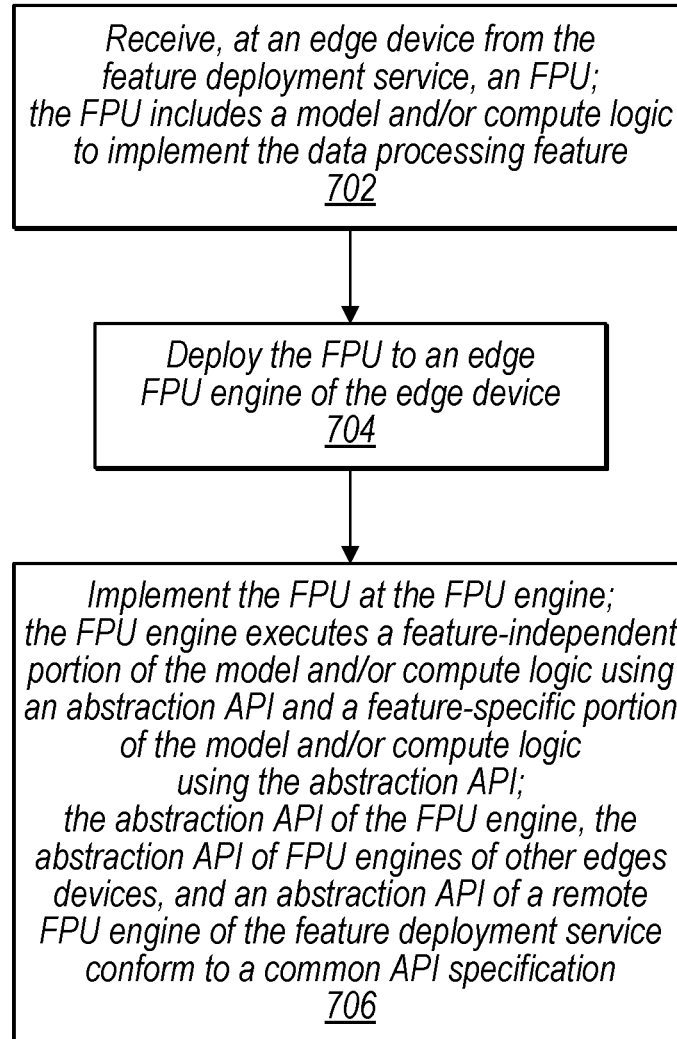 Receive, at an edge device from the
feature deployment service, an FPU;
the FPU includes a model and/or compute logic
to implement the data processing feature
702
Deploy the FPU to an edge
FPU engine of the edge device
704
Implement the FPU at the FPU engine;
the FPU engine executes a feature-independent
portion of the model and/or compute logic using
an abstraction API and a feature-specific portion
of the model and/or compute logic
using the abstraction API;
the abstraction API of the FPU engine, the
abstraction API of FPU engines of other edges
devices, and an abstraction API of a remote
FPU engine of the feature deployment service
conform to a common API specification
706